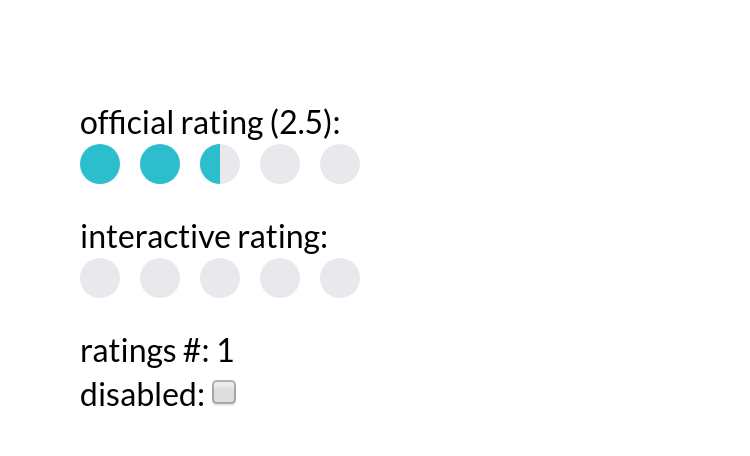 official rating (2.5):
interactive rating:
ratings #: 1
disabled: